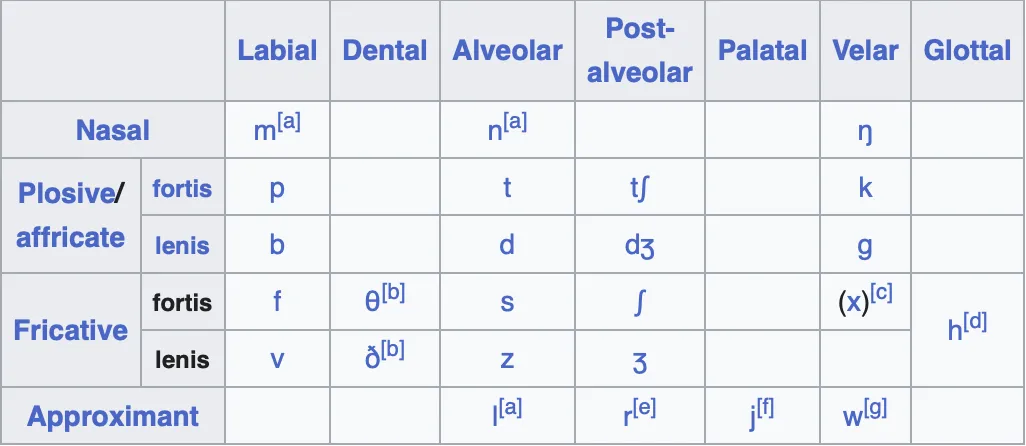 Labial Dental Alveolar Post-alveolar Palatal Velar Glottal
Nasal m[a] n[a] ŋ
Plosive/affricate fortis p t tʃ k
lenis b d dʒ g
Fricative fortis f θ[b] s ʃ (x)[c] h[d]
lenis v ð[b] z ʒ
Approximant l[a] r[e] j[f] w[g]